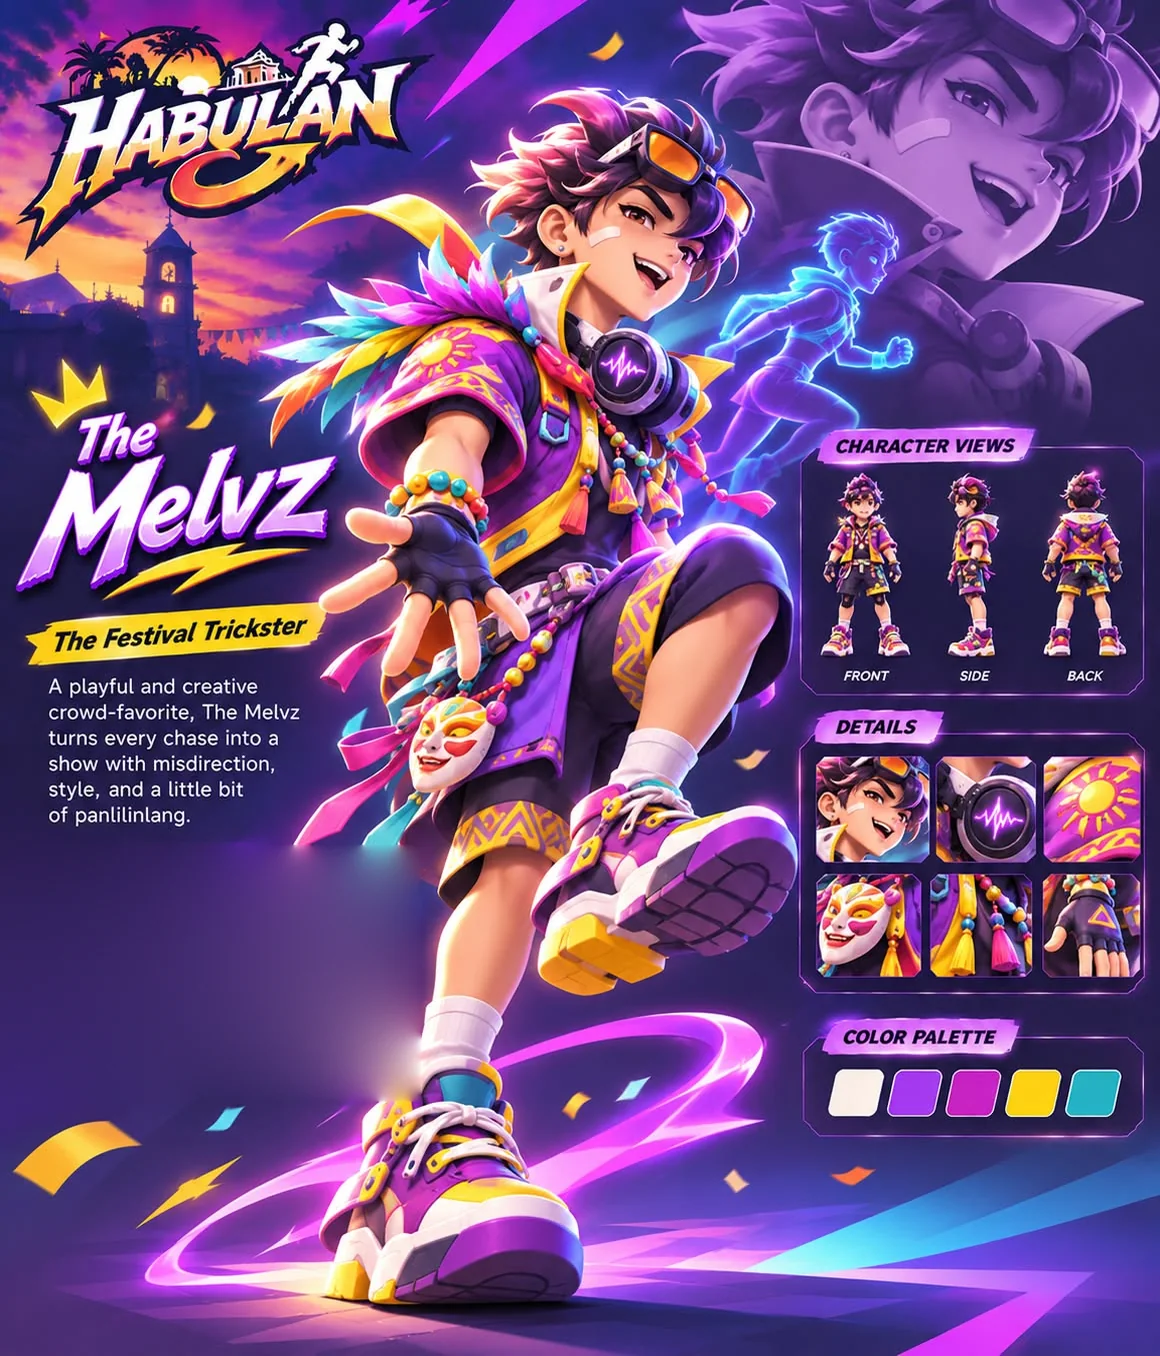 HABULAN
The
Melvz
The Festival Trickster
A playful and creative
crowd-favorite, The Melvz
turns every chase into a
show with misdirection,
style, and a little bit
of panlilinlang.
CHARACTER VIEWS
FRONT
SIDE
BACK
DETAILS
COLOR PALETTE